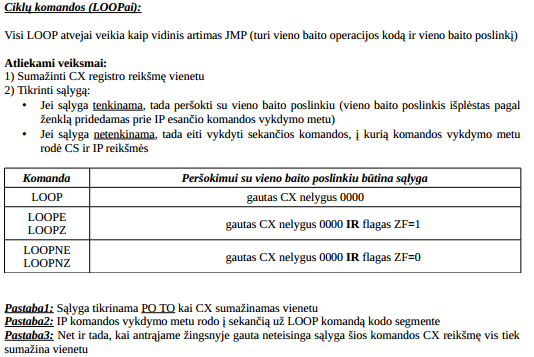 Ciklų komandos (LOOPai):
Visi LOOP atvejai veikia kaip vidinis artimas JMP (turi vieno baito operacijos kodą ir vieno baito poslinkį)
Atliekami veiksmai:
1) Sumažinti CX registro reikšmę vienetu
2) Tikrinti sąlygą:
• Jei sąlyga tenkinama, tada peršokti su vieno baito poslinkiu (vieno baito poslinkis išplėstas pagal
ženklą pridedamas prie IP esančio komandos vykdymo metu)
• Jei sąlyga netenkinama, tada eiti vykdyti sekančios komandos, į kurią komandos vykdymo metu
rodė CS ir IP reikšmės
Komanda Peršokimui su vieno baito poslinkiu būtina sąlyga
LOOP gautas CX nelygus 0000
LOOPE
LOOPZ
gautas CX nelygus 0000 IR flagas ZF=1
LOOPNE
LOOPNZ
gautas CX nelygus 0000 IR flagas ZF=0
Pastaba1: Sąlyga tikrinama PO TO kai CX sumažinamas vienetu
Pastaba2: IP komandos vykdymo metu rodo į sekančią už LOOP komandą kodo segmente
Pastaba3: Net ir tada, kai antrajame žingsnyje gauta neteisinga sąlyga šios komandos CX reikšmę vis tiek
sumažina vienetu